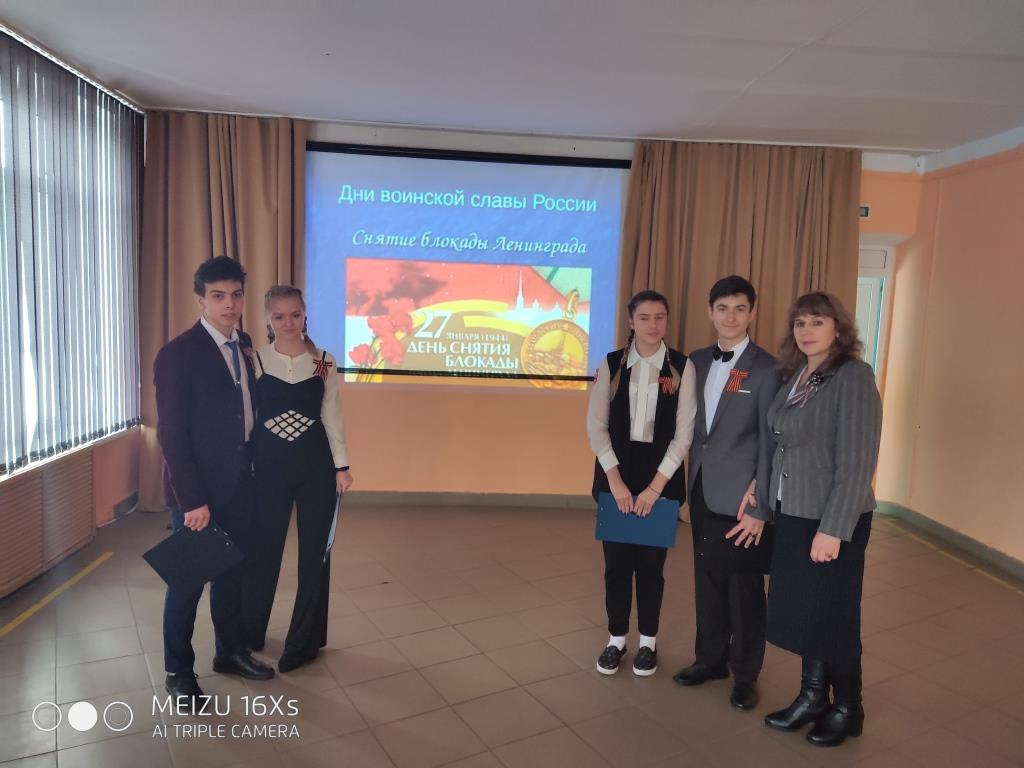 Дни воинской славы России
Снятие блокады Ленинграда
27
ЯНВАРЯ (1944)
ДЕНЬ СНЯТИЯ
БЛОКАДЫ
MEIZU 16Xs
AI TRIPLE CAMERA